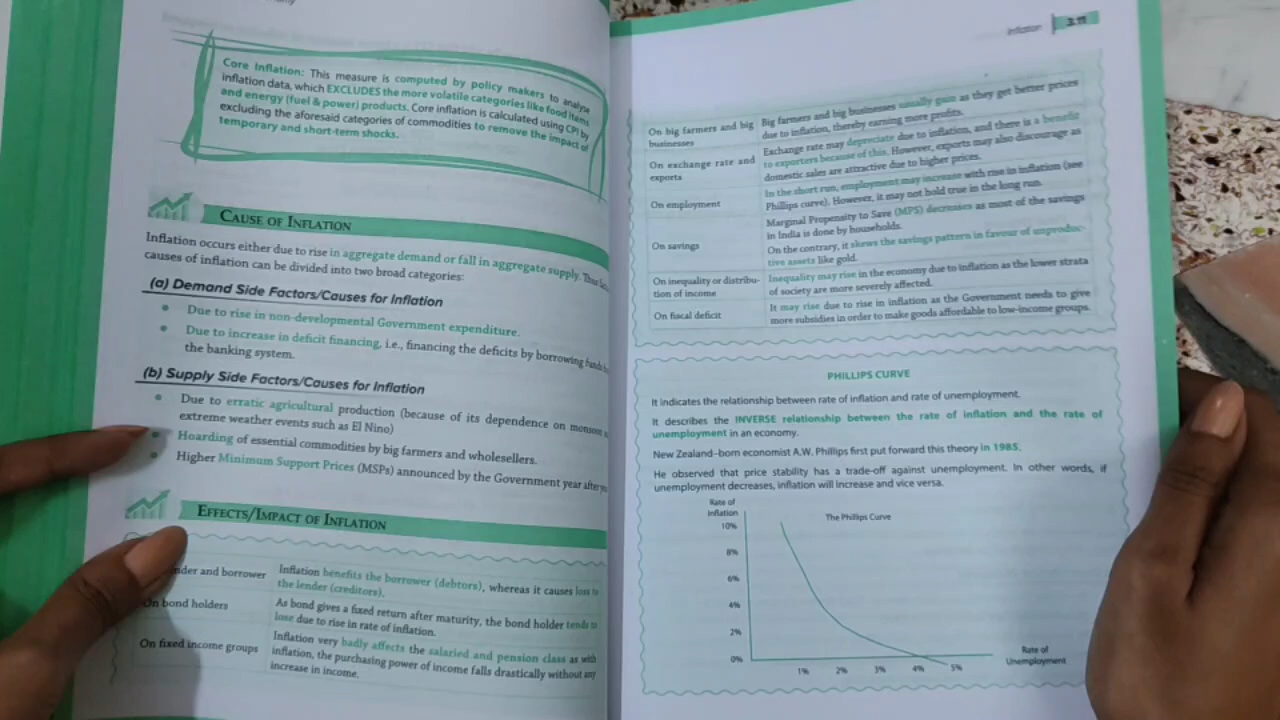 Core Inflation: This measure is computed by policy makers to analyse
inflation data, which EXCLUDES the more volatile categories like food items
and energy (fuel & power) products. Core inflation is calculated using CPI by
excluding the aforesaid categories of commodities to remove the impact of
temporary and short-term shocks.
CAUSE OF INFLATION
Inflation occurs either due to rise in aggregate demand or fall in aggregate supply. Thus
causes of inflation can be divided into two broad categories:
(a) Demand Side Factors/Causes for Inflation
• Due to rise in non-developmental Government expenditure.
• Due to increase in deficit financing, i.e., financing the deficits by borrowing funds
the banking system.
(b) Supply Side Factors/Causes for Inflation
• Due to erratic agricultural production (because of its dependence on monsoon
extreme weather events such as El Nino)
• Hoarding of essential commodities by big farmers and wholesellers.
• Higher Minimum Support Prices (MSPs) announced by the Government year after
EFFECTS/IMPACT OF INFLATION
nder and borrower
Inflation benefits the borrower (debtors), whereas it causes loss to
the lender (creditors).
On bond holders
As bond gives a fixed return after maturity, the bond holder tends to
lose due to rise in rate of inflation.
On fixed income groups
Inflation very badly affects the salaried and pension class as with
inflation, the purchasing power of income falls drastically without any
increase in income.
Inflation 3.11
On big farmers and big
businesses
Big farmers and big businesses usually gain as they get better prices
due to inflation, thereby earning more profits.
On exchange rate and
exports
Exchange rate may depreciate due to inflation, and there is a benefit
to exporters because of this. However, exports may also discourage as
domestic sales are attractive due to higher prices.
On employment
In the short run, employment may increase with rise in inflation (see
Phillips curve). However, it may not hold true in the long run.
On savings
Marginal Propensity to Save (MPS) decreases as most of the savings
in India is done by households.
On the contrary, it skews the savings pattern in favour of unproduc-
tive assets like gold.
On inequality or distribu-
tion of income
Inequality may rise in the economy due to inflation as the lower strata
of society are more severely affected.
On fiscal deficit
It may rise due to rise in inflation as the Government needs to give
more subsidies in order to make goods affordable to low-income groups.
PHILLIPS CURVE
It indicates the relationship between rate of inflation and rate of unemployment.
It describes the INVERSE relationship between the rate of inflation and the rate of
unemployment in an economy.
New Zealand-born economist A.W. Phillips first put forward this theory in 1985.
He observed that price stability has a trade-off against unemployment. In other words, if
unemployment decreases, inflation will increase and vice versa.
Rate of
Inflation
The Phillips Curve
10%
8%
6%
4%
2%
0%
1% 2% 3% 4% 5%
Rate of
Unemployment